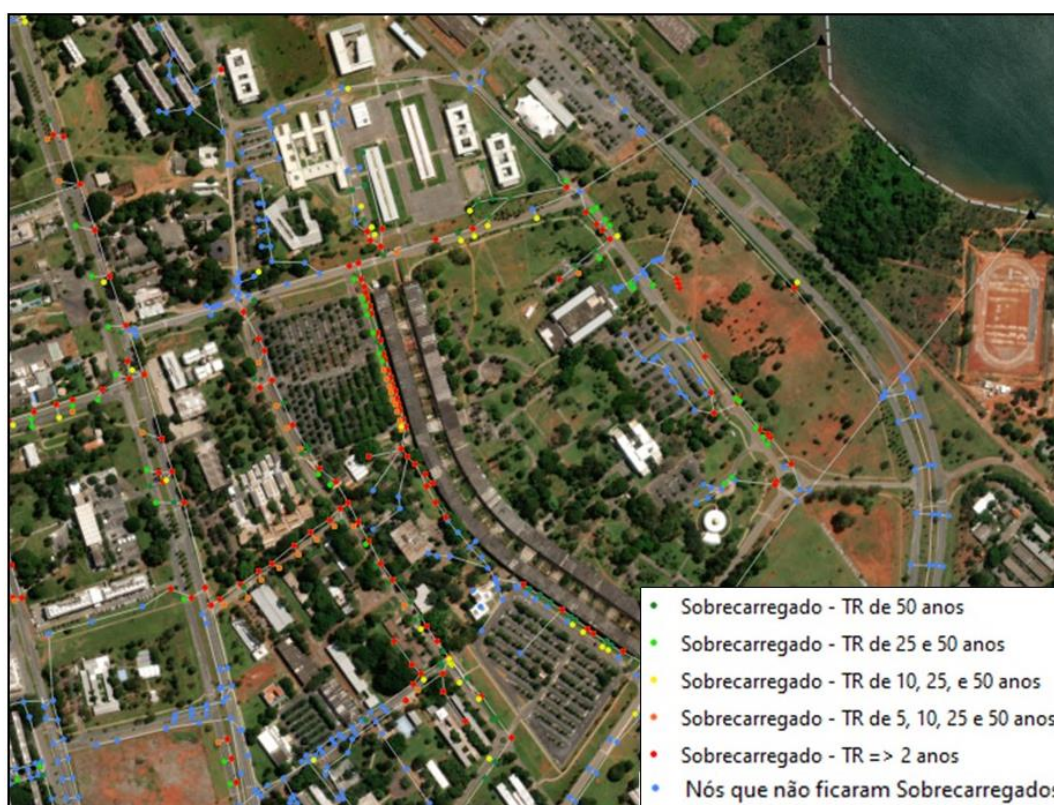 Sobrecarregado - TR de 50 anos
Sobrecarregado - TR de 25 e 50 anos
Sobrecarregado - TR de 10, 25, e 50 anos
Sobrecarregado - TR de 5, 10, 25 e 50 anos
Sobrecarregado - TR => 2 anos
Nós que não ficaram Sobrecarregados